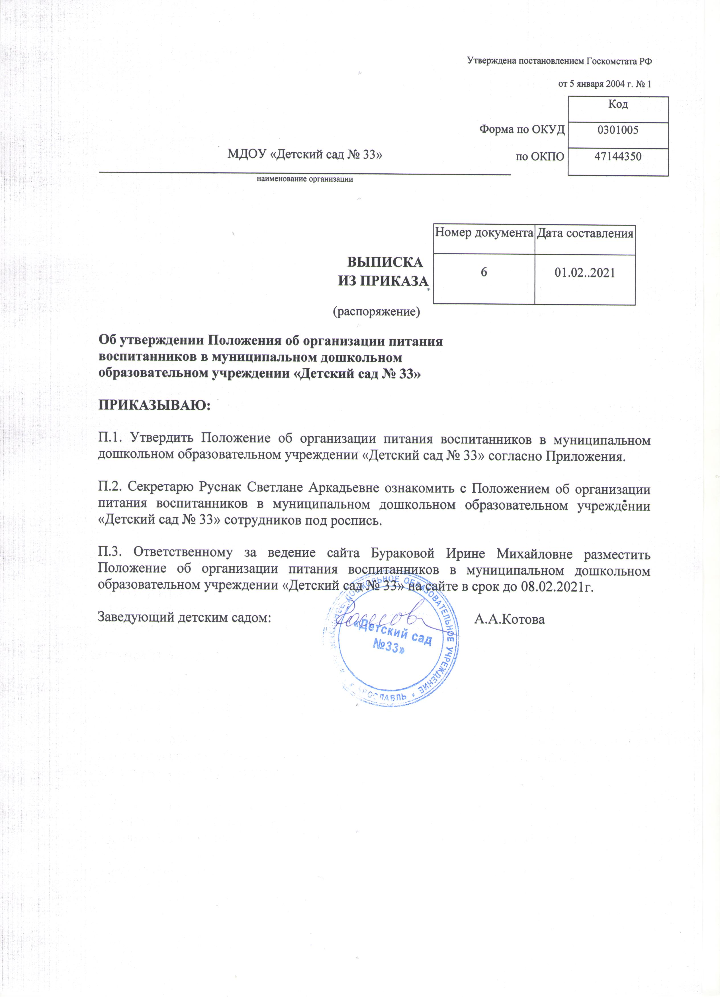 Утверждена постановлением Госкомстата РФ
от 5 января 2004 г. № 1
Код
Форма по ОКУД 0301005
МДОУ «Детский сад № 33» по ОКПО 47144350
наименование организации
Номер документа Дата составления
ВЫПИСКА
ИЗ ПРИКАЗА
6 01.02..2021
(распоряжение)
Об утверждении Положения об организации питания
воспитанников в муниципальном дошкольном
образовательном учреждении «Детский сад № 33»
ПРИКАЗЫВАЮ:
П.1. Утвердить Положение об организации питания воспитанников в муниципальном
дошкольном образовательном учреждении «Детский сад № 33» согласно Приложения.
П.2. Секретарю Руснак Светлане Аркадьевне ознакомить с Положением об организации
питания воспитанников в муниципальном дошкольном образовательном учреждении
«Детский сад № 33» сотрудников под роспись.
П.3. Ответственному за ведение сайта Бураковой Ирине Михайловне разместить
Положение об организации питания воспитанников в муниципальном дошкольном
образовательном учреждении «Детский сад № 33» на сайте в срок до 08.02.2021г.
Заведующий детским садом: А.А.Котова
ДОШКОЛЬНОЕ ОБРАЗОВАТЕЛЬНОЕ УЧРЕЖДЕНИЕ * ЯРОСЛАВЛЬ
«Детский сад
№33»